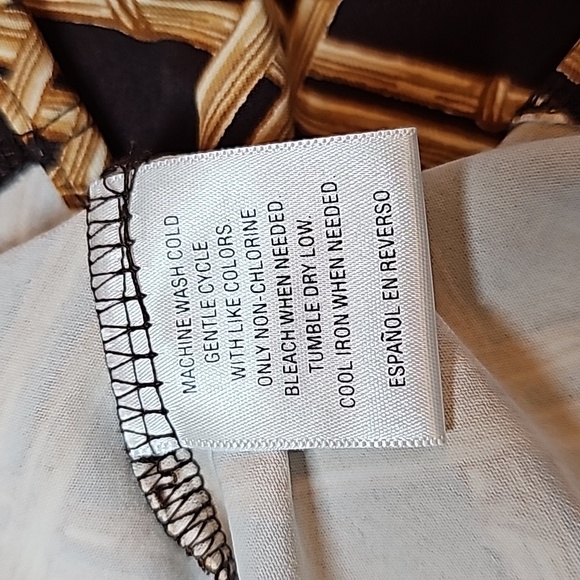 MACHINE WASH COLD
GENTLE CYCLE
WITH LIKE COLORS.
ONLY NON-CHLORINE
BLEACH WHEN NEEDED
TUMBLE DRY LOW.
COOL IRON WHEN NEEDED
ESPAÑOL EN REVERSO